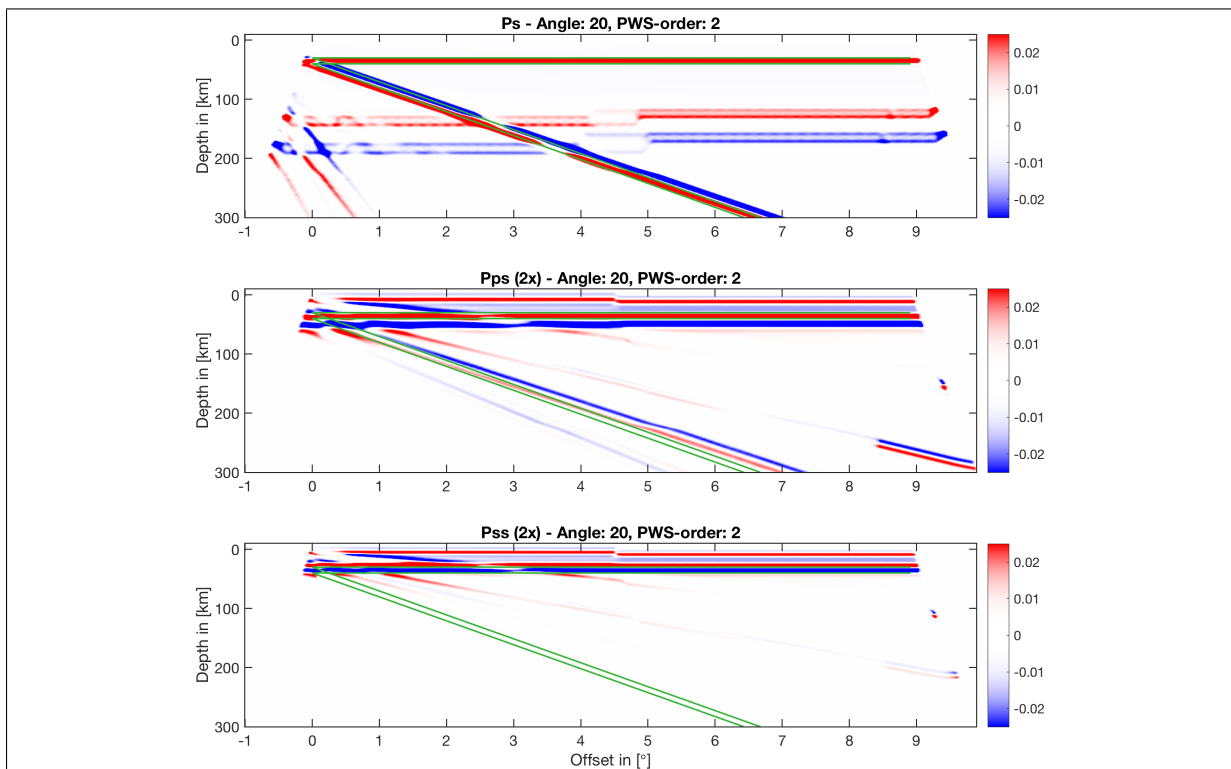 Ps - Angle: 20, PWS-order: 2
0
100
200
300
Depth in [km]
-1 0 1 2 3 4 5 6 7 8 9
0.02
0.01
0
-0.01
-0.02
Pps (2x) - Angle: 20, PWS-order: 2
0
100
200
300
Depth in [km]
-1 0 1 2 3 4 5 6 7 8 9
0.02
0.01
0
-0.01
-0.02
Pss (2x) - Angle: 20, PWS-order: 2
0
100
200
300
Depth in [km]
-1 0 1 2 3 4 5 6 7 8 9
Offset in [°]
0.02
0.01
0
-0.01
-0.02